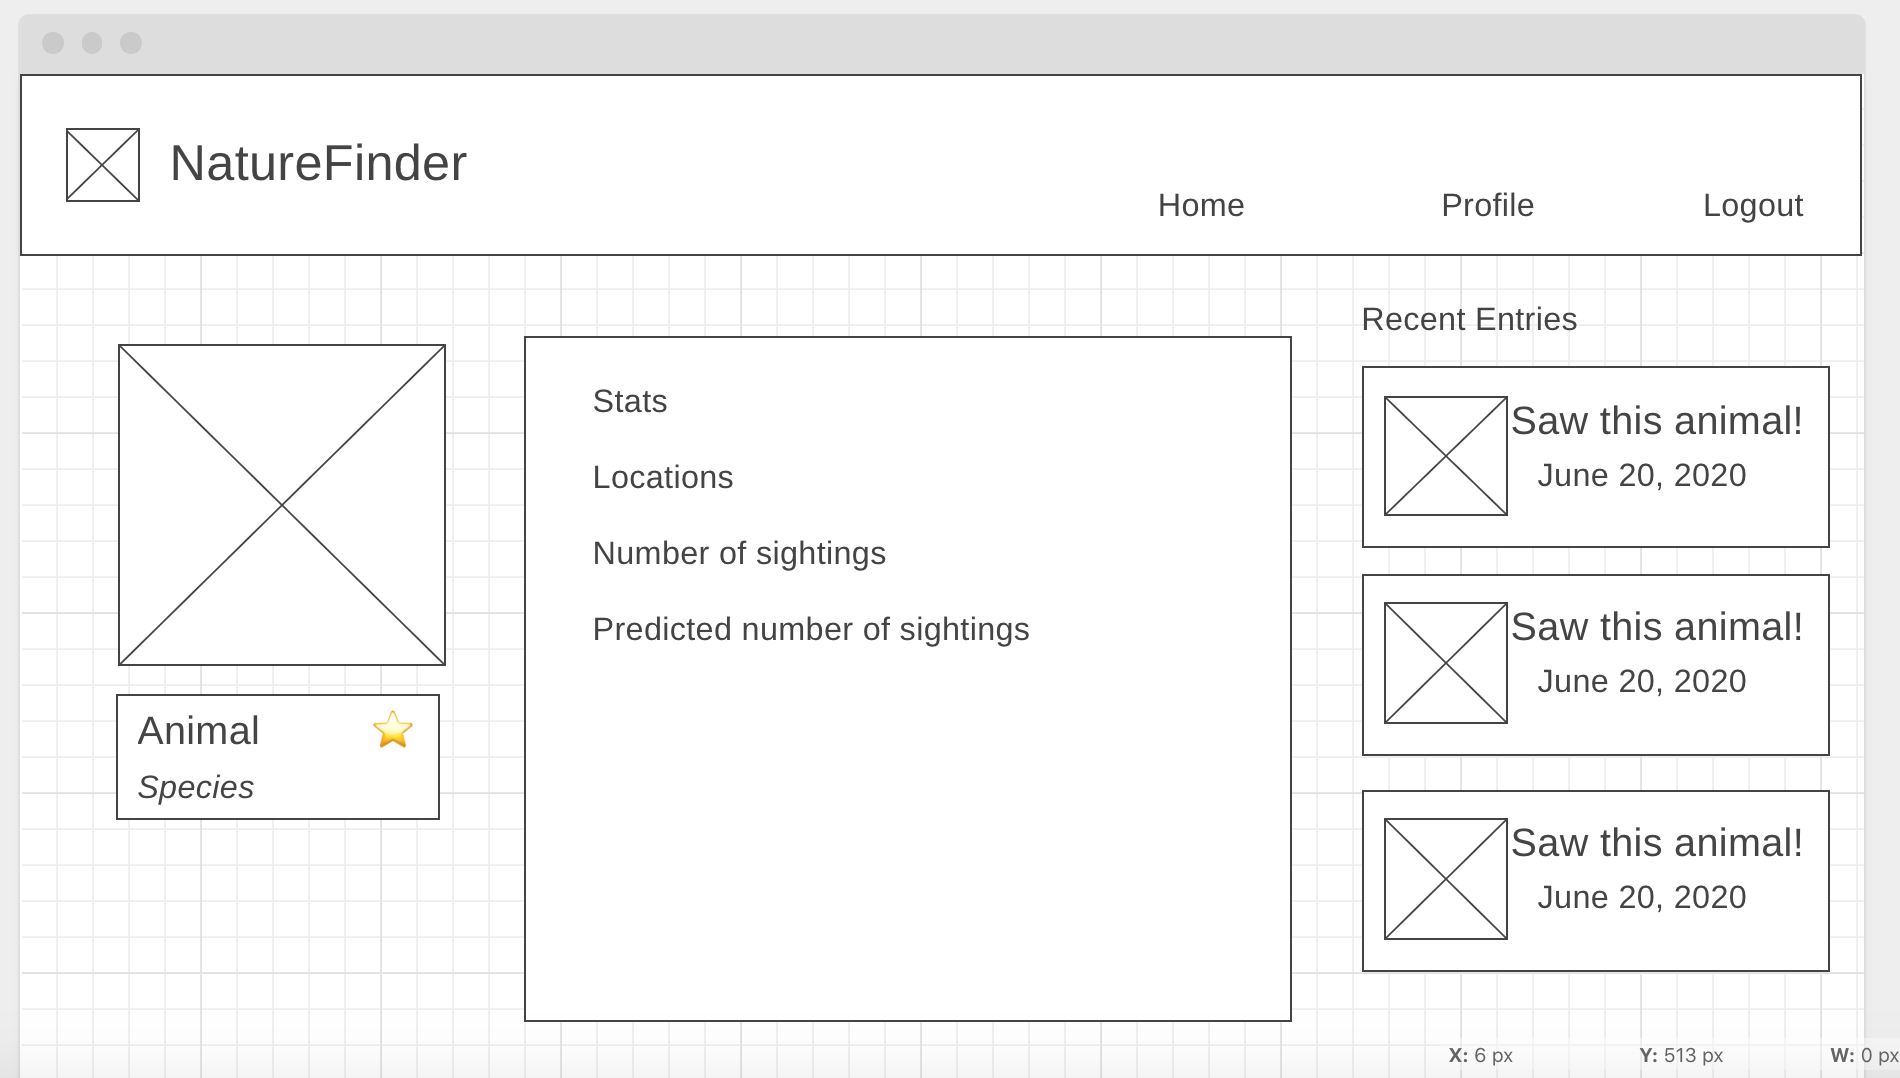 NatureFinder
Home Profile Logout
Animal
Species
Stats
Locations
Number of sightings
Predicted number of sightings
Recent Entries
Saw this animal!
June 20, 2020
Saw this animal!
June 20, 2020
Saw this animal!
June 20, 2020
X: 6 px Y: 513 px W: 0 px